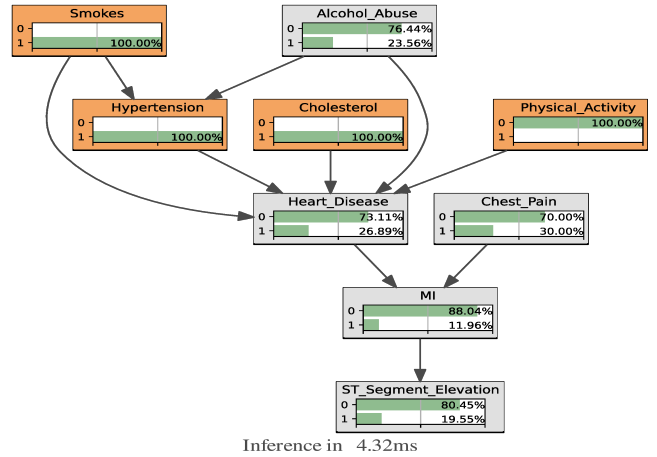 Smokes
0
1 100.00%
Alcohol_Abuse
0 76.44%
1 23.56%
Hypertension
0
1 100.00%
Cholesterol
0
1 100.00%
Physical_Activity
0 100.00%
1
Heart_Disease
0 73.11%
1 26.89%
Chest_Pain
0 70.00%
1 30.00%
MI
0 88.04%
1 11.96%
ST_Segment_Elevation
0 80.45%
1 19.55%
Inference in 4.32ms